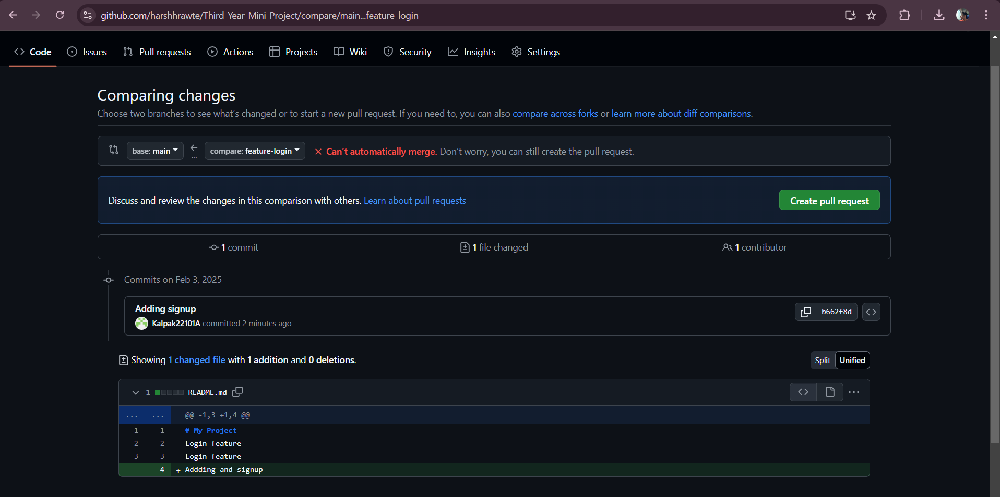 github.com/harshhrawte/Third-Year-Mini-Project/compare/main...feature-login
Code Issues Pull requests Actions Projects Wiki Security Insights Settings
Comparing changes
Choose two branches to see what's changed or to start a new pull request. If you need to, you can also compare across forks or learn more about diff comparisons.
base: main ... compare: feature-login Can't automatically merge. Don't worry, you can still create the pull request.
Discuss and review the changes in this comparison with others. Learn about pull requests Create pull request
1 commit 1 file changed 1 contributor
Commits on Feb 3, 2025
Adding signup
Kalpak22101A committed 2 minutes ago b662f8d
Showing 1 changed file with 1 addition and 0 deletions. Split Unified
1 README.md
... ... @@ -1,3 +1,4 @@
1 1 # My Project
2 2 Login feature
3 3 Login feature
4 + Addding and signup